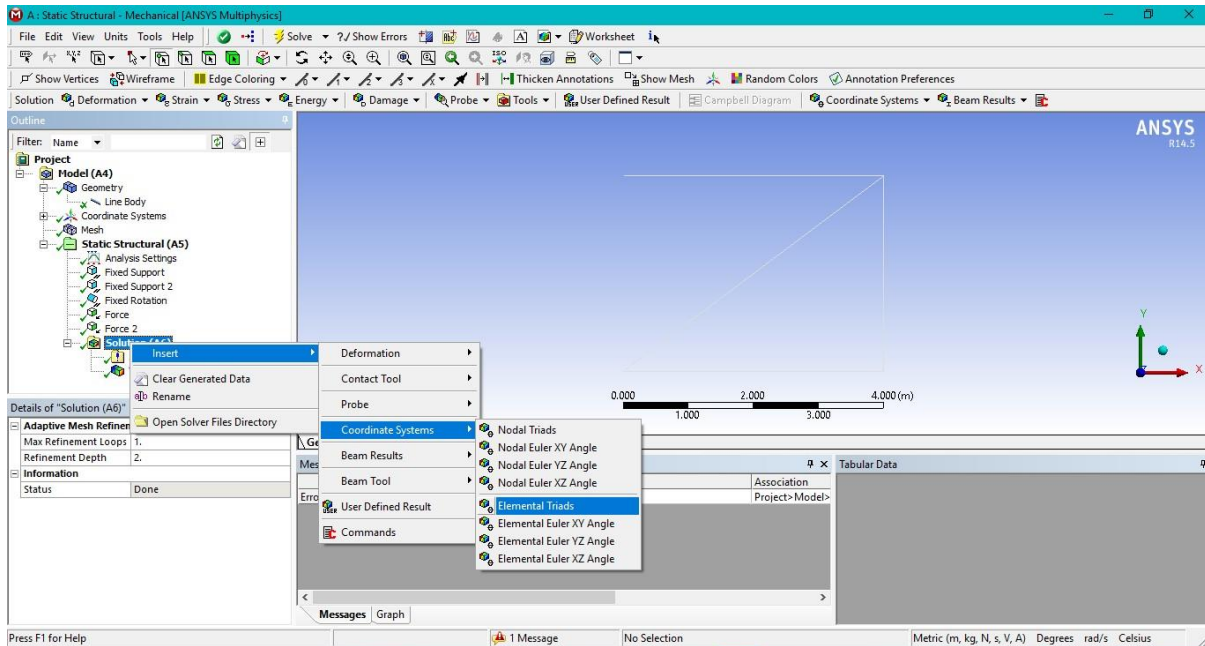 A : Static Structural - Mechanical [ANSYS Multiphysics]
File Edit View Units Tools Help Solve ?/ Show Errors Worksheet
Show Vertices Wireframe Edge Coloring Thicken Annotations Show Mesh Random Colors Annotation Preferences
Solution Deformation Strain Stress Energy Damage Probe Tools User Defined Result Campbell Diagram Coordinate Systems Beam Results
Outline
Filter: Name
Project
Model (A4)
Geometry
Line Body
Coordinate Systems
Mesh
Static Structural (A5)
Analysis Settings
Fixed Support
Fixed Support 2
Fixed Rotation
Force
Force 2
Insert
Clear Generated Data
Rename
Open Solver Files Directory
Deformation
Contact Tool
Probe
Coordinate Systems
Beam Results
Beam Tool
User Defined Result
Commands
Nodal Triads
Nodal Euler XY Angle
Nodal Euler YZ Angle
Nodal Euler XZ Angle
Elemental Triads
Elemental Euler XY Angle
Elemental Euler YZ Angle
Elemental Euler XZ Angle
Details of "Solution (A6)"
Adaptive Mesh Refiner
Max Refinement Loops 1.
Refinement Depth 2.
Information
Status Done
ANSYS
R14.5
Y
X
0.000 2.000 4.000 (m)
1.000 3.000
Association
Project>Model>
Messages Graph
Tabular Data
Press F1 for Help 1 Message No Selection Metric (m, kg, N, s, V, A) Degrees rad/s Celsius